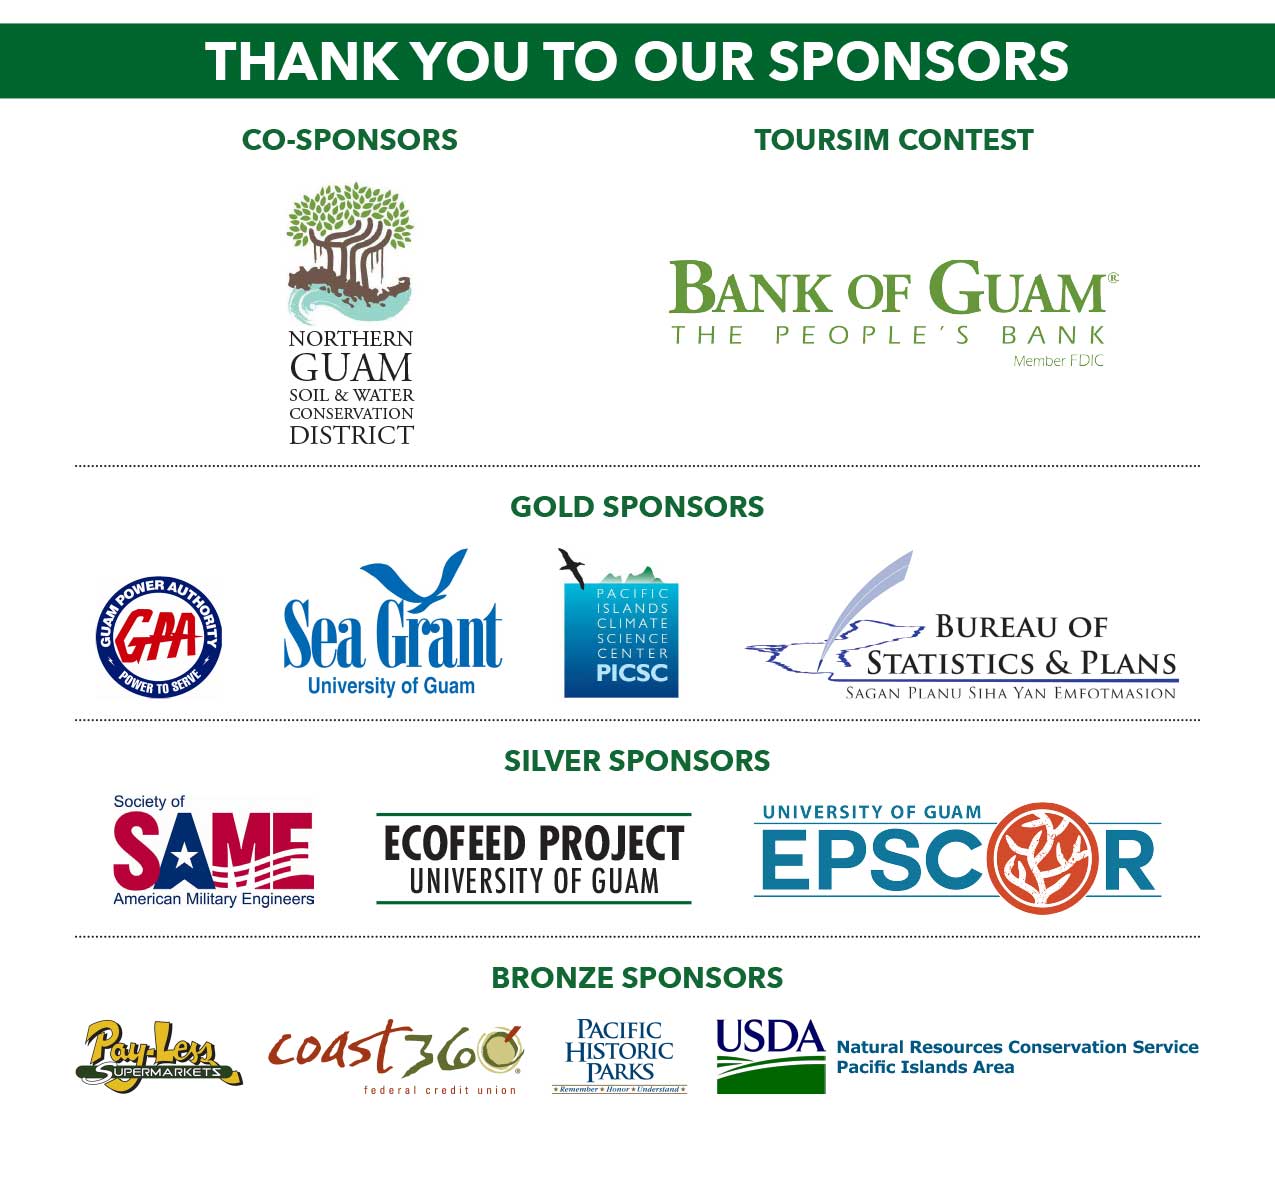 THANK YOU TO OUR SPONSORS
CO-SPONSORS
NORTHERN
GUAM
SOIL & WATER
CONSERVATION
DISTRICT
TOURSIM CONTEST
BANK OF GUAM®
THE PEOPLE'S BANK
Member FDIC
GOLD SPONSORS
GUAM POWER AUTHORITY
GPA
POWER TO SERVE
Sea Grant
University of Guam
PACIFIC
ISLANDS
CLIMATE
SCIENCE
CENTER
PICSC
BUREAU OF
STATISTICS & PLANS
SAGAN PLANU SIHA YAN EMFOTMASION
SILVER SPONSORS
Society of
SAME
American Military Engineers
ECOFEED PROJECT
UNIVERSITY OF GUAM
UNIVERSITY OF GUAM
EPSCOR
BRONZE SPONSORS
Pay-Less
SUPERMARKETS
coast360®
federal credit union
PACIFIC
HISTORIC
PARKS
★ Remember ★ Honor ★ Understand ★
USDA
Natural Resources Conservation Service
Pacific Islands Area